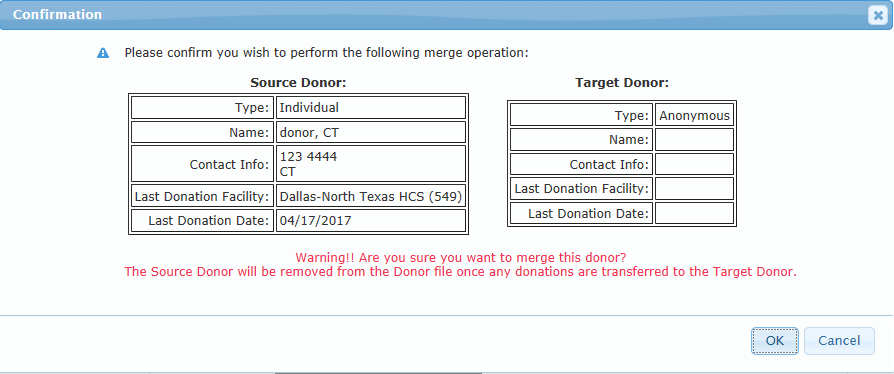 Confirmation
Please confirm you wish to perform the following merge operation:
Source Donor:
Type: Individual
Name: donor, CT
Contact Info: 123 4444
CT
Last Donation Facility: Dallas-North Texas HCS (549)
Last Donation Date: 04/17/2017
Target Donor:
Type: Anonymous
Name:
Contact Info:
Last Donation Facility:
Last Donation Date:
Warning!! Are you sure you want to merge this donor?
The Source Donor will be removed from the Donor file once any donations are transferred to the Target Donor.
OK
Cancel